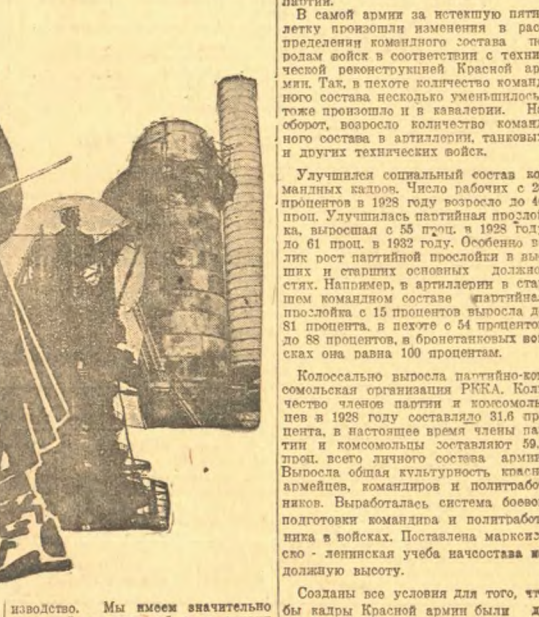 партии.
В самой армии за истекшую пяти
летку произошли изменения в рас
пределении командного состава по
родам войск в соответствии с техни
ческой реконструкцией Красной ар
мии. Так, в пехоте количество команд
ного состава несколько уменьшилось,
тоже произошло и в кавалерии. На
оборот, возросло количество команд
ного состава в артиллерии, танковых
и других технических войск.
Улучшился социальный состав ко
мандных кадров. Число рабочих с 2
процентов в 1928 году возросло до 4
проц. Улучшилась партийная прослой
ка, выросшая с 55 проц. в 1928 году
до 61 проц. в 1932 году. Особенно ве
лик рост партийной прослойки в выс
ших и старших основных должно
стях. Например, в артиллерии в стар
шем командном составе партийная
прослойка с 15 процентов выросла до
81 процента, в пехоте с 54 процентов
до 88 процентов, в бронетанковых вой
сках она равна 100 процентам.
Колоссально выросла партийно-ком
сомольская организация РККА. Коли
чество членов партии и комсомоль
цев в 1928 году составляло 31.6 про
цента, в настоящее время члены пар
тии и комсомольцы составляют 59.
проц. всего личного состава армии.
Выросла общая культурность красно
армейцев, командиров и политработ
ников. Выработалась система боевой
подготовки командира и политработ
ника в войсках. Поставлена марксист
ско - ленинская учеба начсостава на
должную высоту.
Созданы все условия для того, что
бы кадры Красной армии были
изводство. Мы имеем значительно